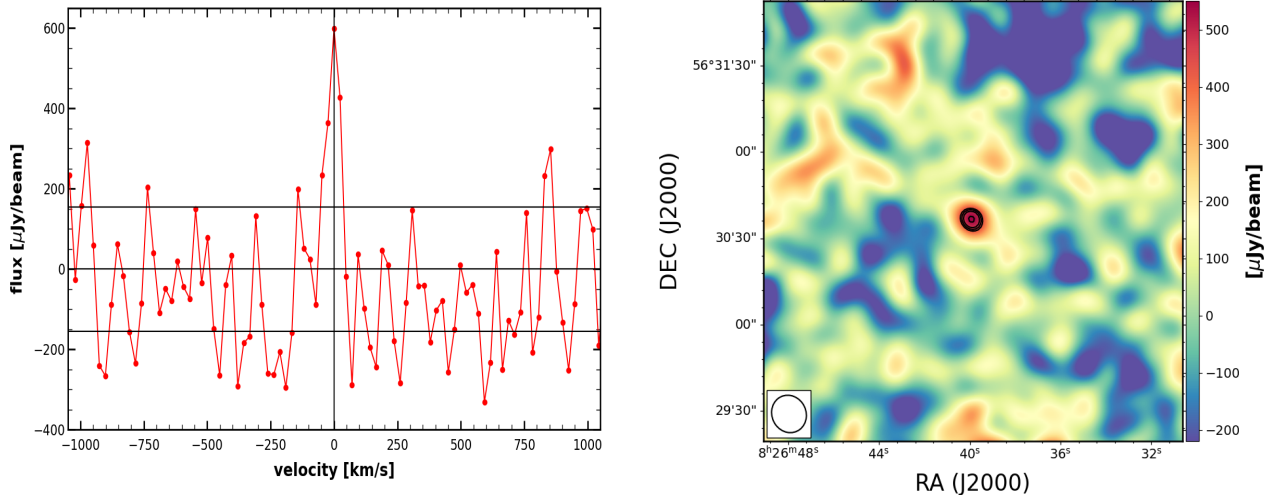 600
400
200
0
−200
−400
−1000
−750
−500
−250
0
250
500
750
1000
flux [μJy/beam]
velocity [km/s]
56°31'30"
00"
30'30"
00"
29'30"
8ʰ26ᵐ48ˢ
44ˢ
40ˢ
36ˢ
32ˢ
DEC (J2000)
RA (J2000)
500
400
300
200
100
0
−100
−200
[μJy/beam]